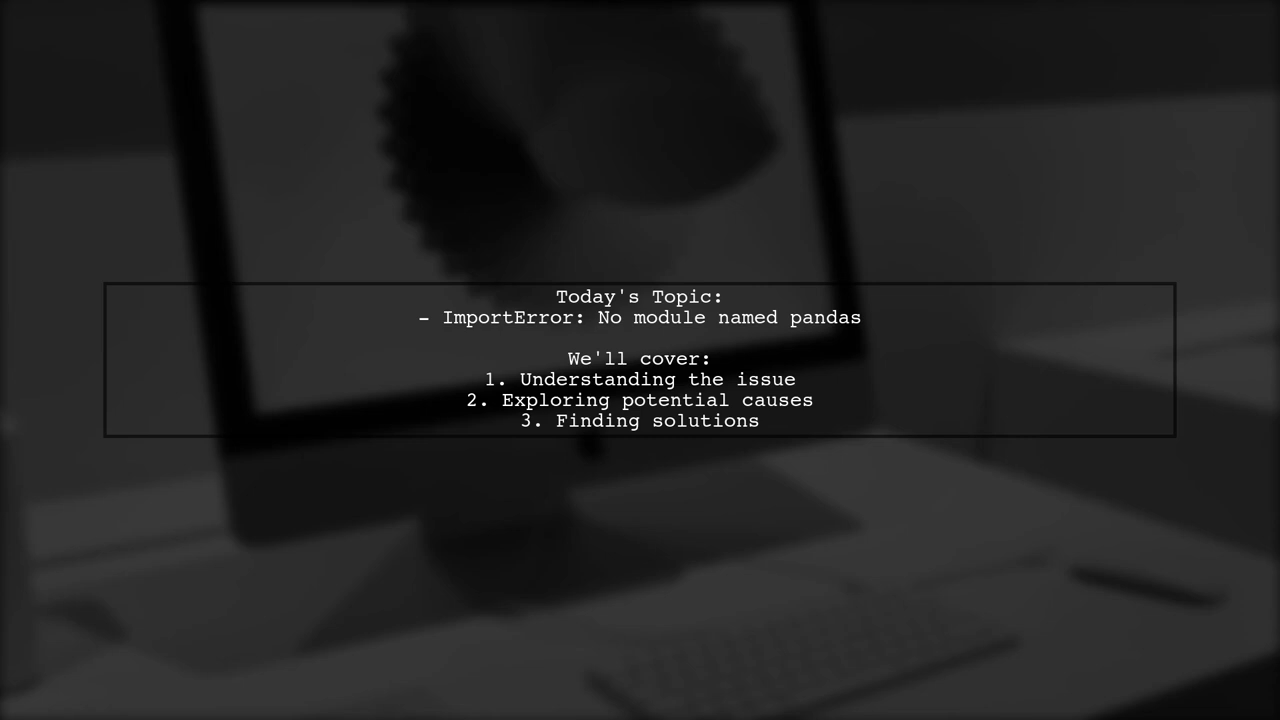 Today's Topic:
- ImportError: No module named pandas
We'll cover:
1. Understanding the issue
2. Exploring potential causes
3. Finding solutions